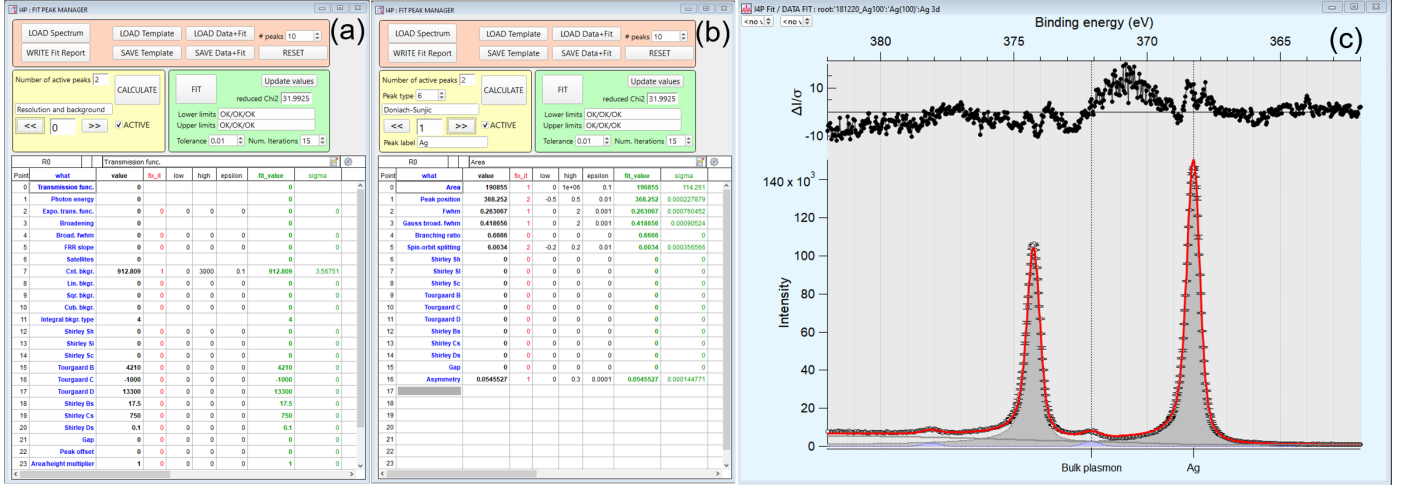 I4P : FIT PEAK MANAGER
(a)
LOAD Spectrum LOAD Template LOAD Data+Fit # peaks 10
WRITE Fit Report SAVE Template SAVE Data+Fit RESET
Number of active peaks 2
CALCULATE
Resolution and background
<< 0 >> ACTIVE
FIT Update values
reduced Chi2 31.9925
Lower limits OK/OK/OK
Upper limits OK/OK/OK
Tolerance 0.01 Num. Iterations 15
R0 Transmission func.
Point what value fix_it low high epsilon fit_value sigma
0 Transmission func. 0 0
1 Photon energy 0 0
2 Expo. trans. func. 0 0 0 0 0 0 0
3 Broadening 0 0
4 Broad. fwhm 0 0 0 0 0 0 0
5 FRR slope 0 0 0 0 0 0 0
6 Satellites 0 0
7 Cnt. bkgr. 912.809 1 0 3000 0.1 912.809 3.56751
8 Lin. bkgr. 0 0 0 0 0 0 0
9 Sqr. bkgr. 0 0 0 0 0 0 0
10 Cub. bkgr. 0 0 0 0 0 0 0
11 Integral bkgr. type 4 4
12 Shirley Sh 0 0 0 0 0 0 0
13 Shirley Sl 0 0 0 0 0 0 0
14 Shirley Sc 0 0 0 0 0 0 0
15 Tourgaard B 4210 0 0 0 0 4210 0
16 Tourgaard C -1000 0 0 0 0 -1000 0
17 Tourgaard D 13300 0 0 0 0 13300 0
18 Shirley Bs 17.5 0 0 0 0 17.5 0
19 Shirley Cs 750 0 0 0 0 750 0
20 Shirley Ds 0.1 0 0 0 0 0.1 0
21 Gap 0 0 0 0 0 0 0
22 Peak offset 0 0 0 0 0 0 0
23 Area/height multiplier 1 0 0 0 0 1 0
I4P : FIT PEAK MANAGER
(b)
LOAD Spectrum LOAD Template LOAD Data+Fit # peaks 10
WRITE Fit Report SAVE Template SAVE Data+Fit RESET
Number of active peaks 2
Peak type 6
CALCULATE
Doniach-Sunjic
<< 1 >> ACTIVE
Peak label Ag
FIT Update values
reduced Chi2 31.9925
Lower limits OK/OK/OK
Upper limits OK/OK/OK
Tolerance 0.01 Num. Iterations 15
R0 Area
Point what value fix_it low high epsilon fit_value sigma
0 Area 190855 1 0 1e+06 0.1 190855 114.261
1 Peak position 368.252 2 -0.5 0.5 0.01 368.252 0.000227879
2 Fwhm 0.263067 1 0 2 0.001 0.263067 0.000760452
3 Gauss broad. fwhm 0.418656 1 0 2 0.001 0.418656 0.00090524
4 Branching ratio 0.6666 0 0 0 0 0.6666 0
5 Spin-orbit splitting 6.0034 2 -0.2 0.2 0.01 6.0034 0.000356566
6 Shirley Sh 0 0 0 0 0 0 0
7 Shirley Sl 0 0 0 0 0 0 0
8 Shirley Sc 0 0 0 0 0 0 0
9 Tourgaard B 0 0 0 0 0 0 0
10 Tourgaard C 0 0 0 0 0 0 0
11 Tourgaard D 0 0 0 0 0 0 0
12 Shirley Bs 0 0 0 0 0 0 0
13 Shirley Cs 0 0 0 0 0 0 0
14 Shirley Ds 0 0 0 0 0 0 0
15 Gap 0 0 0 0 0 0 0
16 Asymmetry 0.0545527 1 0 0.3 0.0001 0.0545527 0.000144771
17
18
19
20
21
22
23
I4P Fit / DATA FIT : root:'181220_Ag100':'Ag(100)':Ag 3d
<no <no
Binding energy (eV)
(c)
380 375 370 365
ΔI/σ
10
0
-10
Intensity
140 x 10³
120
100
80
60
40
20
0
Bulk plasmon Ag